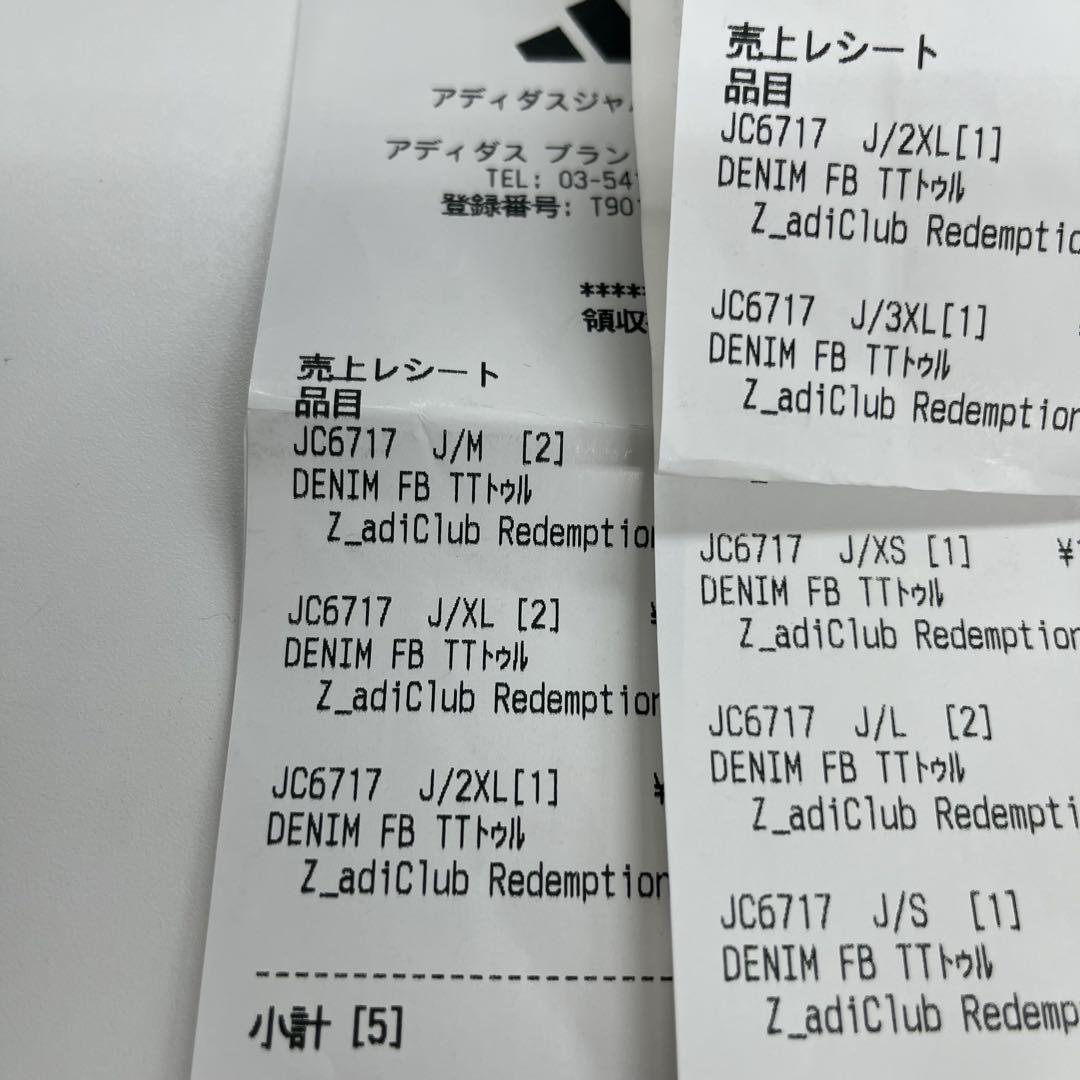 アディダスジャ
アディダス ブラン
TEL: 03-541
登録番号: T901
****
領収
売上レシート
品目
JC6717 J/M [2]
DENIM FB TTトゥル
Z_adiClub Redemption
JC6717 J/XL [2]
DENIM FB TTトゥル
Z_adiClub Redemption
JC6717 J/2XL[1]
DENIM FB TTトゥル
Z_adiClub Redemption
小計 [5]
売上レシート
品目
JC6717 J/2XL[1]
DENIM FB TTトゥル
Z_adiClub Redemptio
JC6717 J/3XL[1]
DENIM FB TTトゥル
Z_adiClub Redemption
JC6717 J/XS [1] ¥
DENIM FB TTトゥル
Z_adiClub Redemption
JC6717 J/L [2]
DENIM FB TTトゥル
Z_adiClub Redempti
JC6717 J/S [1]
DENIM FB TTトゥル
Z_adiClub Redemp